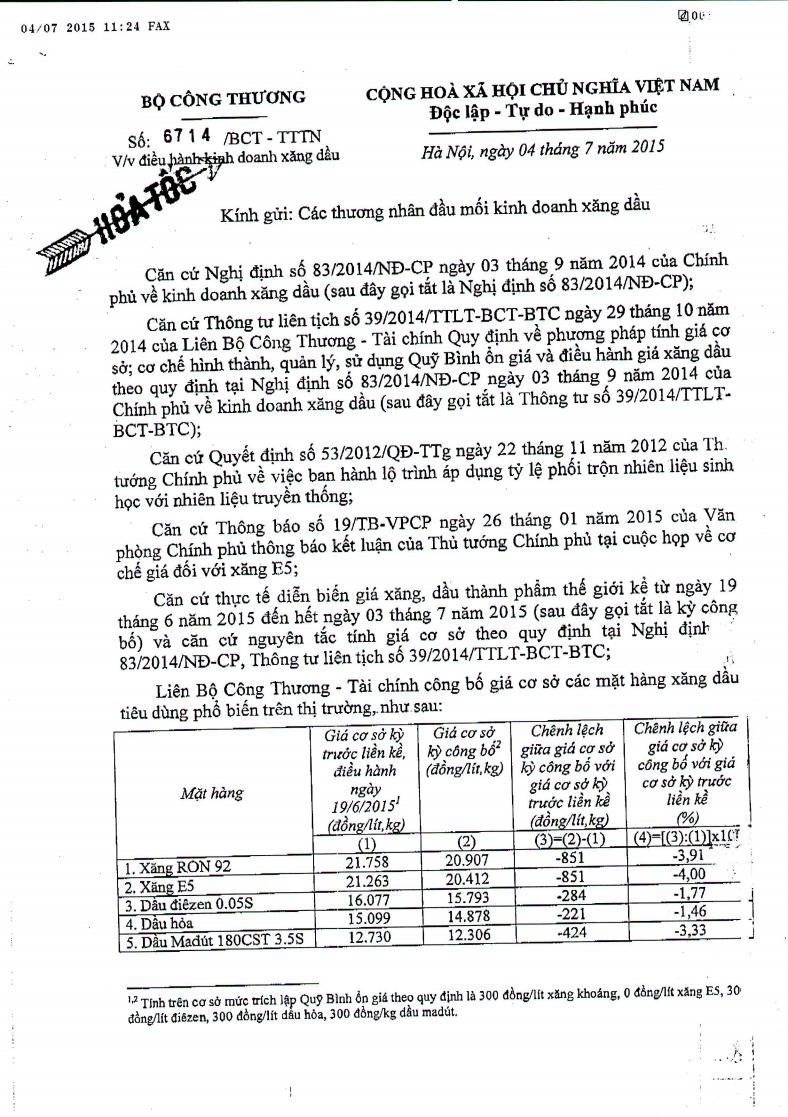 04/07 2015 11:24 FAX
BỘ CÔNG THƯƠNG
CỘNG HOÀ XÃ HỘI CHỦ NGHĨA VIỆT NAM
Độc lập - Tự do - Hạnh phúc
Số: 6714 /BCT - TTTN
V/v điều hành kinh doanh xăng dầu
Hà Nội, ngày 04 tháng 7 năm 2015
HỎA TỐC
Kính gửi: Các thương nhân đầu mối kinh doanh xăng dầu
Căn cứ Nghị định số 83/2014/NĐ-CP ngày 03 tháng 9 năm 2014 của Chính
phủ về kinh doanh xăng dầu (sau đây gọi tắt là Nghị định số 83/2014/NĐ-CP);
Căn cứ Thông tư liên tịch số 39/2014/TTLT-BCT-BTC ngày 29 tháng 10 năm
2014 của Liên Bộ Công Thương - Tài chính Quy định về phương pháp tính giá cơ
sở; cơ chế hình thành, quản lý, sử dụng Quỹ Bình ổn giá và điều hành giá xăng dầu
theo quy định tại Nghị định số 83/2014/NĐ-CP ngày 03 tháng 9 năm 2014 của
Chính phủ về kinh doanh xăng dầu (sau đây gọi tắt là Thông tư số 39/2014/TTLT-
BCT-BTC);
Căn cứ Quyết định số 53/2012/QĐ-TTg ngày 22 tháng 11 năm 2012 của Th
tướng Chính phủ về việc ban hành lộ trình áp dụng tỷ lệ phối trộn nhiên liệu sinh
học với nhiên liệu truyền thống;
Căn cứ Thông báo số 19/TB-VPCP ngày 26 tháng 01 năm 2015 của Văn
phòng Chính phủ thông báo kết luận của Thủ tướng Chính phủ tại cuộc họp về cơ
chế giá đối với xăng E5;
Căn cứ thực tế diễn biến giá xăng, dầu thành phẩm thế giới kể từ ngày 19
tháng 6 năm 2015 đến hết ngày 03 tháng 7 năm 2015 (sau đây gọi tắt là kỳ công
bố) và căn cứ nguyên tắc tính giá cơ sở theo quy định tại Nghị định
83/2014/NĐ-CP, Thông tư liên tịch số 39/2014/TTLT-BCT-BTC;
Liên Bộ Công Thương - Tài chính công bố giá cơ sở các mặt hàng xăng dầu
tiêu dùng phổ biến trên thị trường, như sau:
Mặt hàng
Giá cơ sở kỳ
trước liền kề,
điều hành
ngày
19/6/2015¹
(đồng/lít,kg)
Giá cơ sở
kỳ công bố²
(đồng/lít,kg)
Chênh lệch
giữa giá cơ sở
kỳ công bố với
giá cơ sở kỳ
trước liền kề
(đồng/lít,kg)
Chênh lệch giữa
giá cơ sở kỳ
công bố với giá
cơ sở kỳ trước
liền kề
(%)
(1) (2) (3)=(2)-(1) (4)=[(3):(1)]x10
1. Xăng RON 92 21.758 20.907 -851 -3,91
2. Xăng E5 21.263 20.412 -851 -4,00
3. Dầu điêzen 0.05S 16.077 15.793 -284 -1,77
4. Dầu hỏa 15.099 14.878 -221 -1,46
5. Dầu Madút 180CST 3.5S 12.730 12.306 -424 -3,33
¹,² Tính trên cơ sở mức trích lập Quỹ Bình ổn giá theo quy định là 300 đồng/lít xăng khoáng, 0 đồng/lít xăng E5, 30
đồng/lít điêzen, 300 đồng/lít dầu hỏa, 300 đồng/kg dầu madút.